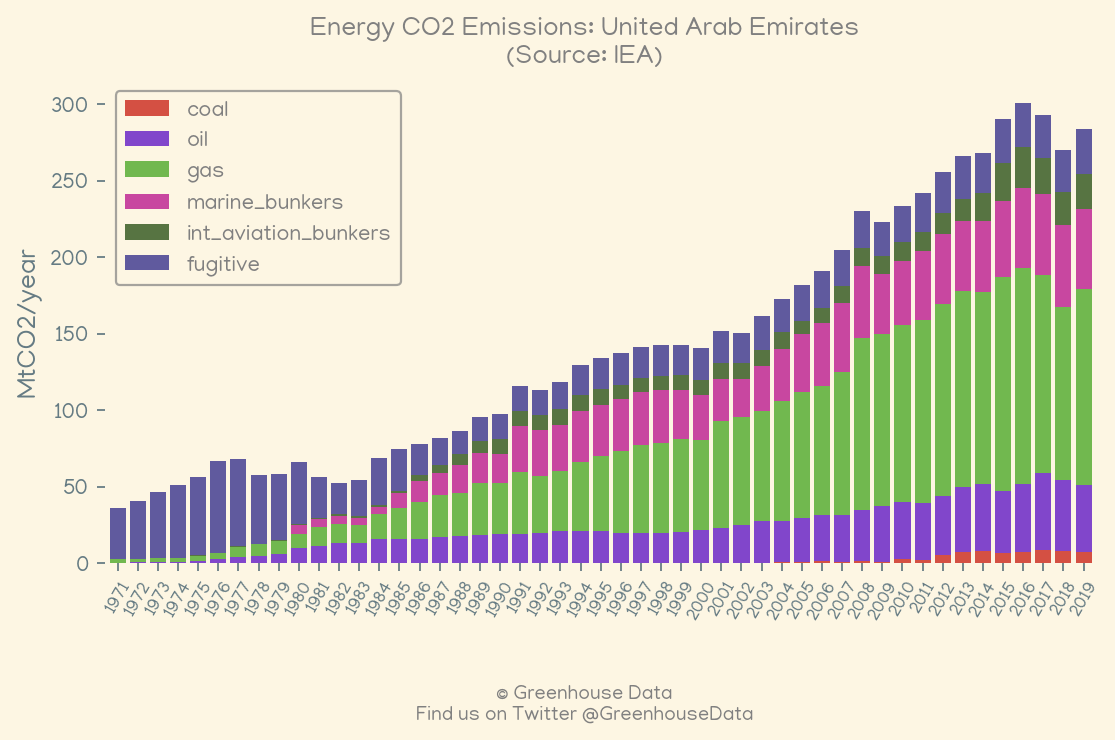 Energy CO2 Emissions: United Arab Emirates
(Source: IEA)
coal
oil
gas
marine_bunkers
int_aviation_bunkers
fugitive
MtCO2/year
300
250
200
150
100
50
0
1971 1972 1973 1974 1975 1976 1977 1978 1979 1980 1981 1982 1983 1984 1985 1986 1987 1988 1989 1990 1991 1992 1993 1994 1995 1996 1997 1998 1999 2000 2001 2002 2003 2004 2005 2006 2007 2008 2009 2010 2011 2012 2013 2014 2015 2016 2017 2018 2019
© Greenhouse Data
Find us on Twitter @GreenhouseData